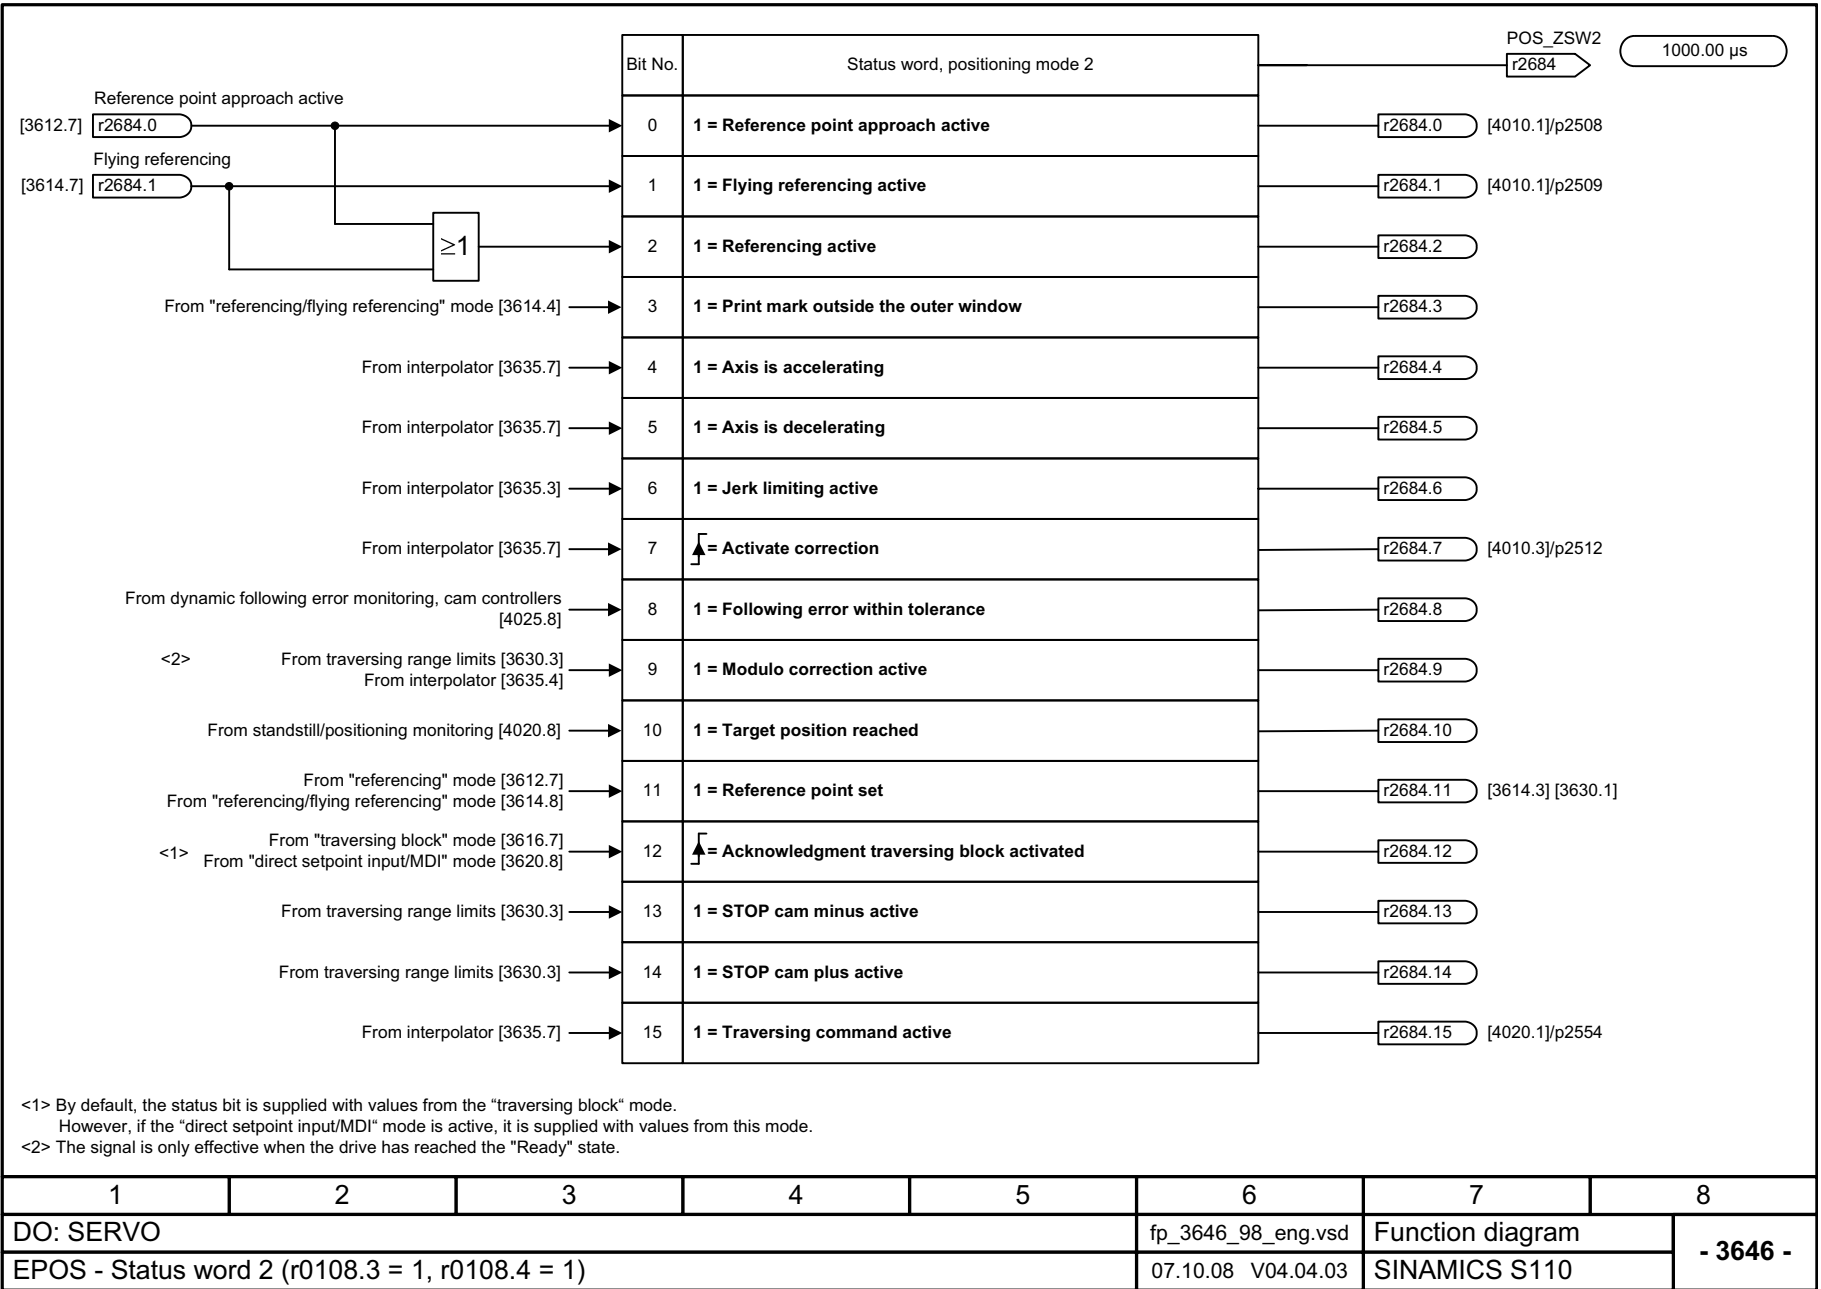 POS_ZSW2
Bit No. Status word, positioning mode 2 r2684 1000.00 µs
Reference point approach active
[3612.7] r2684.0 0 1 = Reference point approach active r2684.0 [4010.1]/p2508
Flying referencing
[3614.7] r2684.1 1 1 = Flying referencing active r2684.1 [4010.1]/p2509
≥1 2 1 = Referencing active r2684.2
From "referencing/flying referencing" mode [3614.4] 3 1 = Print mark outside the outer window r2684.3
From interpolator [3635.7] 4 1 = Axis is accelerating r2684.4
From interpolator [3635.7] 5 1 = Axis is decelerating r2684.5
From interpolator [3635.3] 6 1 = Jerk limiting active r2684.6
From interpolator [3635.7] 7 = Activate correction r2684.7 [4010.3]/p2512
From dynamic following error monitoring, cam controllers
[4025.8] 8 1 = Following error within tolerance r2684.8
<2> From traversing range limits [3630.3]
From interpolator [3635.4] 9 1 = Modulo correction active r2684.9
From standstill/positioning monitoring [4020.8] 10 1 = Target position reached r2684.10
From "referencing" mode [3612.7]
From "referencing/flying referencing" mode [3614.8] 11 1 = Reference point set r2684.11 [3614.3] [3630.1]
From "traversing block" mode [3616.7]
<1> From "direct setpoint input/MDI" mode [3620.8] 12 = Acknowledgment traversing block activated r2684.12
From traversing range limits [3630.3] 13 1 = STOP cam minus active r2684.13
From traversing range limits [3630.3] 14 1 = STOP cam plus active r2684.14
From interpolator [3635.7] 15 1 = Traversing command active r2684.15 [4020.1]/p2554
<1> By default, the status bit is supplied with values from the “traversing block“ mode.
However, if the “direct setpoint input/MDI“ mode is active, it is supplied with values from this mode.
<2> The signal is only effective when the drive has reached the "Ready" state.
1 2 3 4 5 6 7 8
DO: SERVO fp_3646_98_eng.vsd Function diagram - 3646 -
EPOS - Status word 2 (r0108.3 = 1, r0108.4 = 1) 07.10.08 V04.04.03 SINAMICS S110